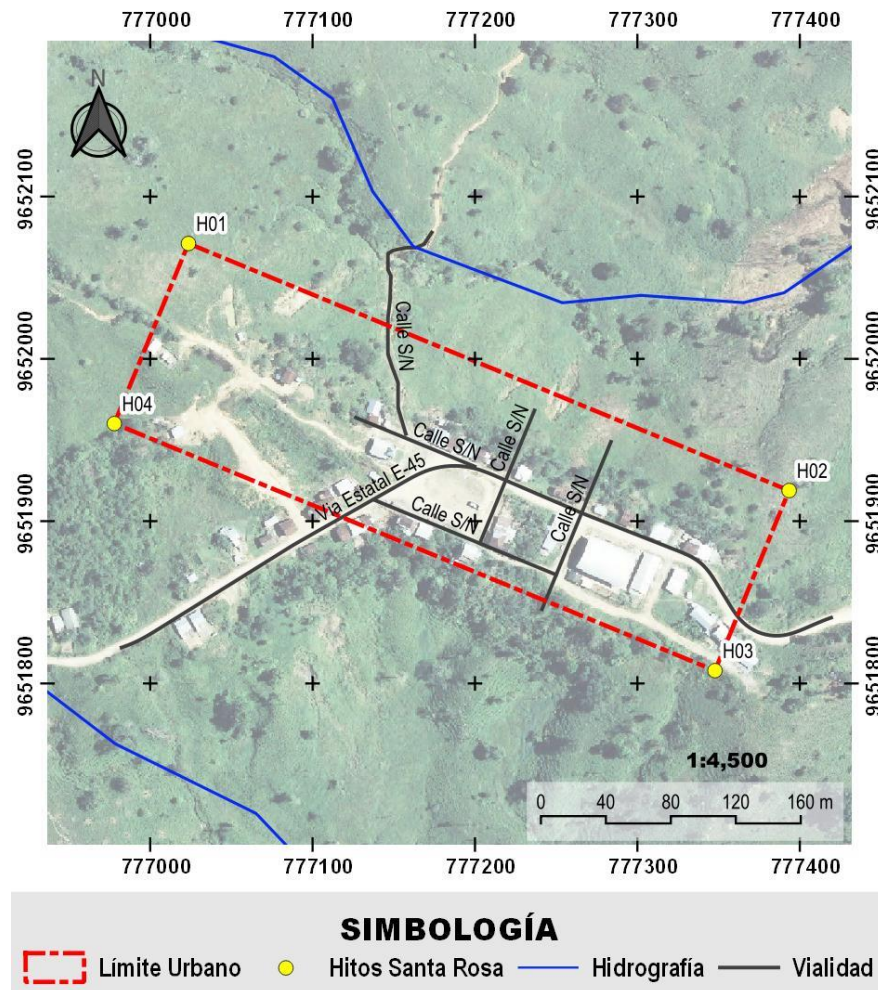 777000 777100 777200 777300 777400
N
9652100 9652100
H01
Calle S/N
9652000 9652000
H04
Calle S/N
Calle S/N
Via Estatal E-45
H02
Calle S/N
Calle S/N
9651900 9651900
H03
9651800 9651800
1:4,500
0 40 80 120 160 m
777000 777100 777200 777300 777400
SIMBOLOGÍA
Límite Urbano Hitos Santa Rosa Hidrografía Vialidad